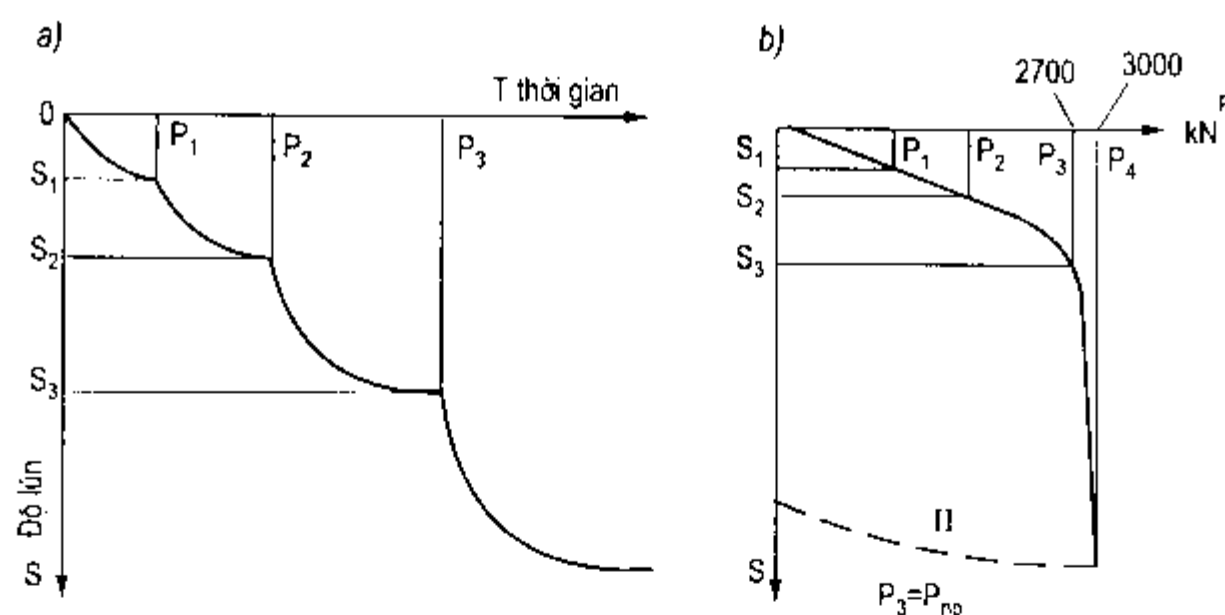 a)
T thời gian
0
P₁
P₂
P₃
S₁
S₂
S₃
Độ lún
S
b)
2700
3000
P
kN
S₁
P₁
P₂
P₃
P₄
S₂
S₃
II
S
P₃=Pₙₚ